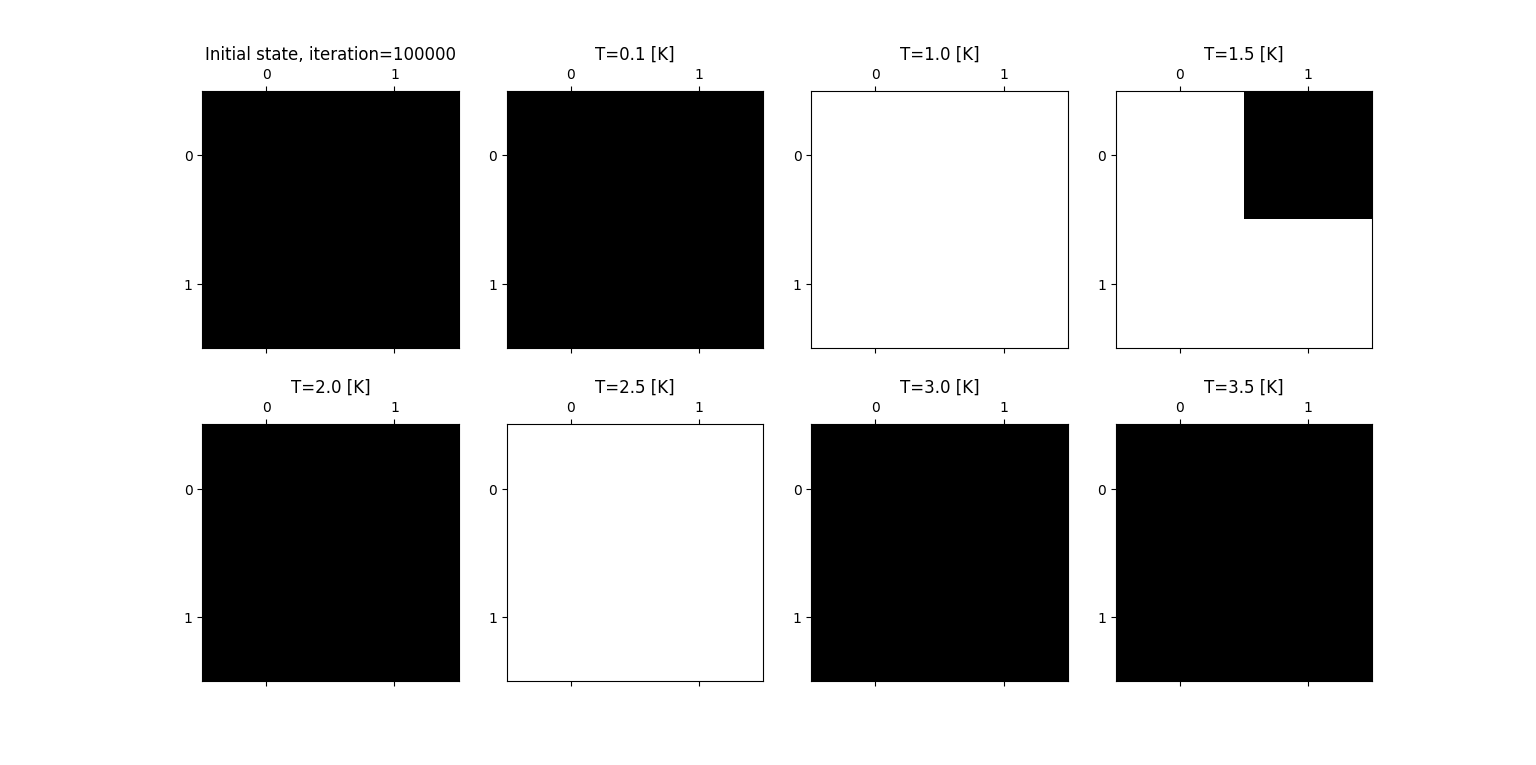 Initial state, iteration=100000 T=0.1 [K] T=1.0 [K] T=1.5 [K]
0 1 0 1 0 1 0 1
0 0 0 0
1 1 1 1
T=2.0 [K] T=2.5 [K] T=3.0 [K] T=3.5 [K]
0 1 0 1 0 1 0 1
0 0 0 0
1 1 1 1